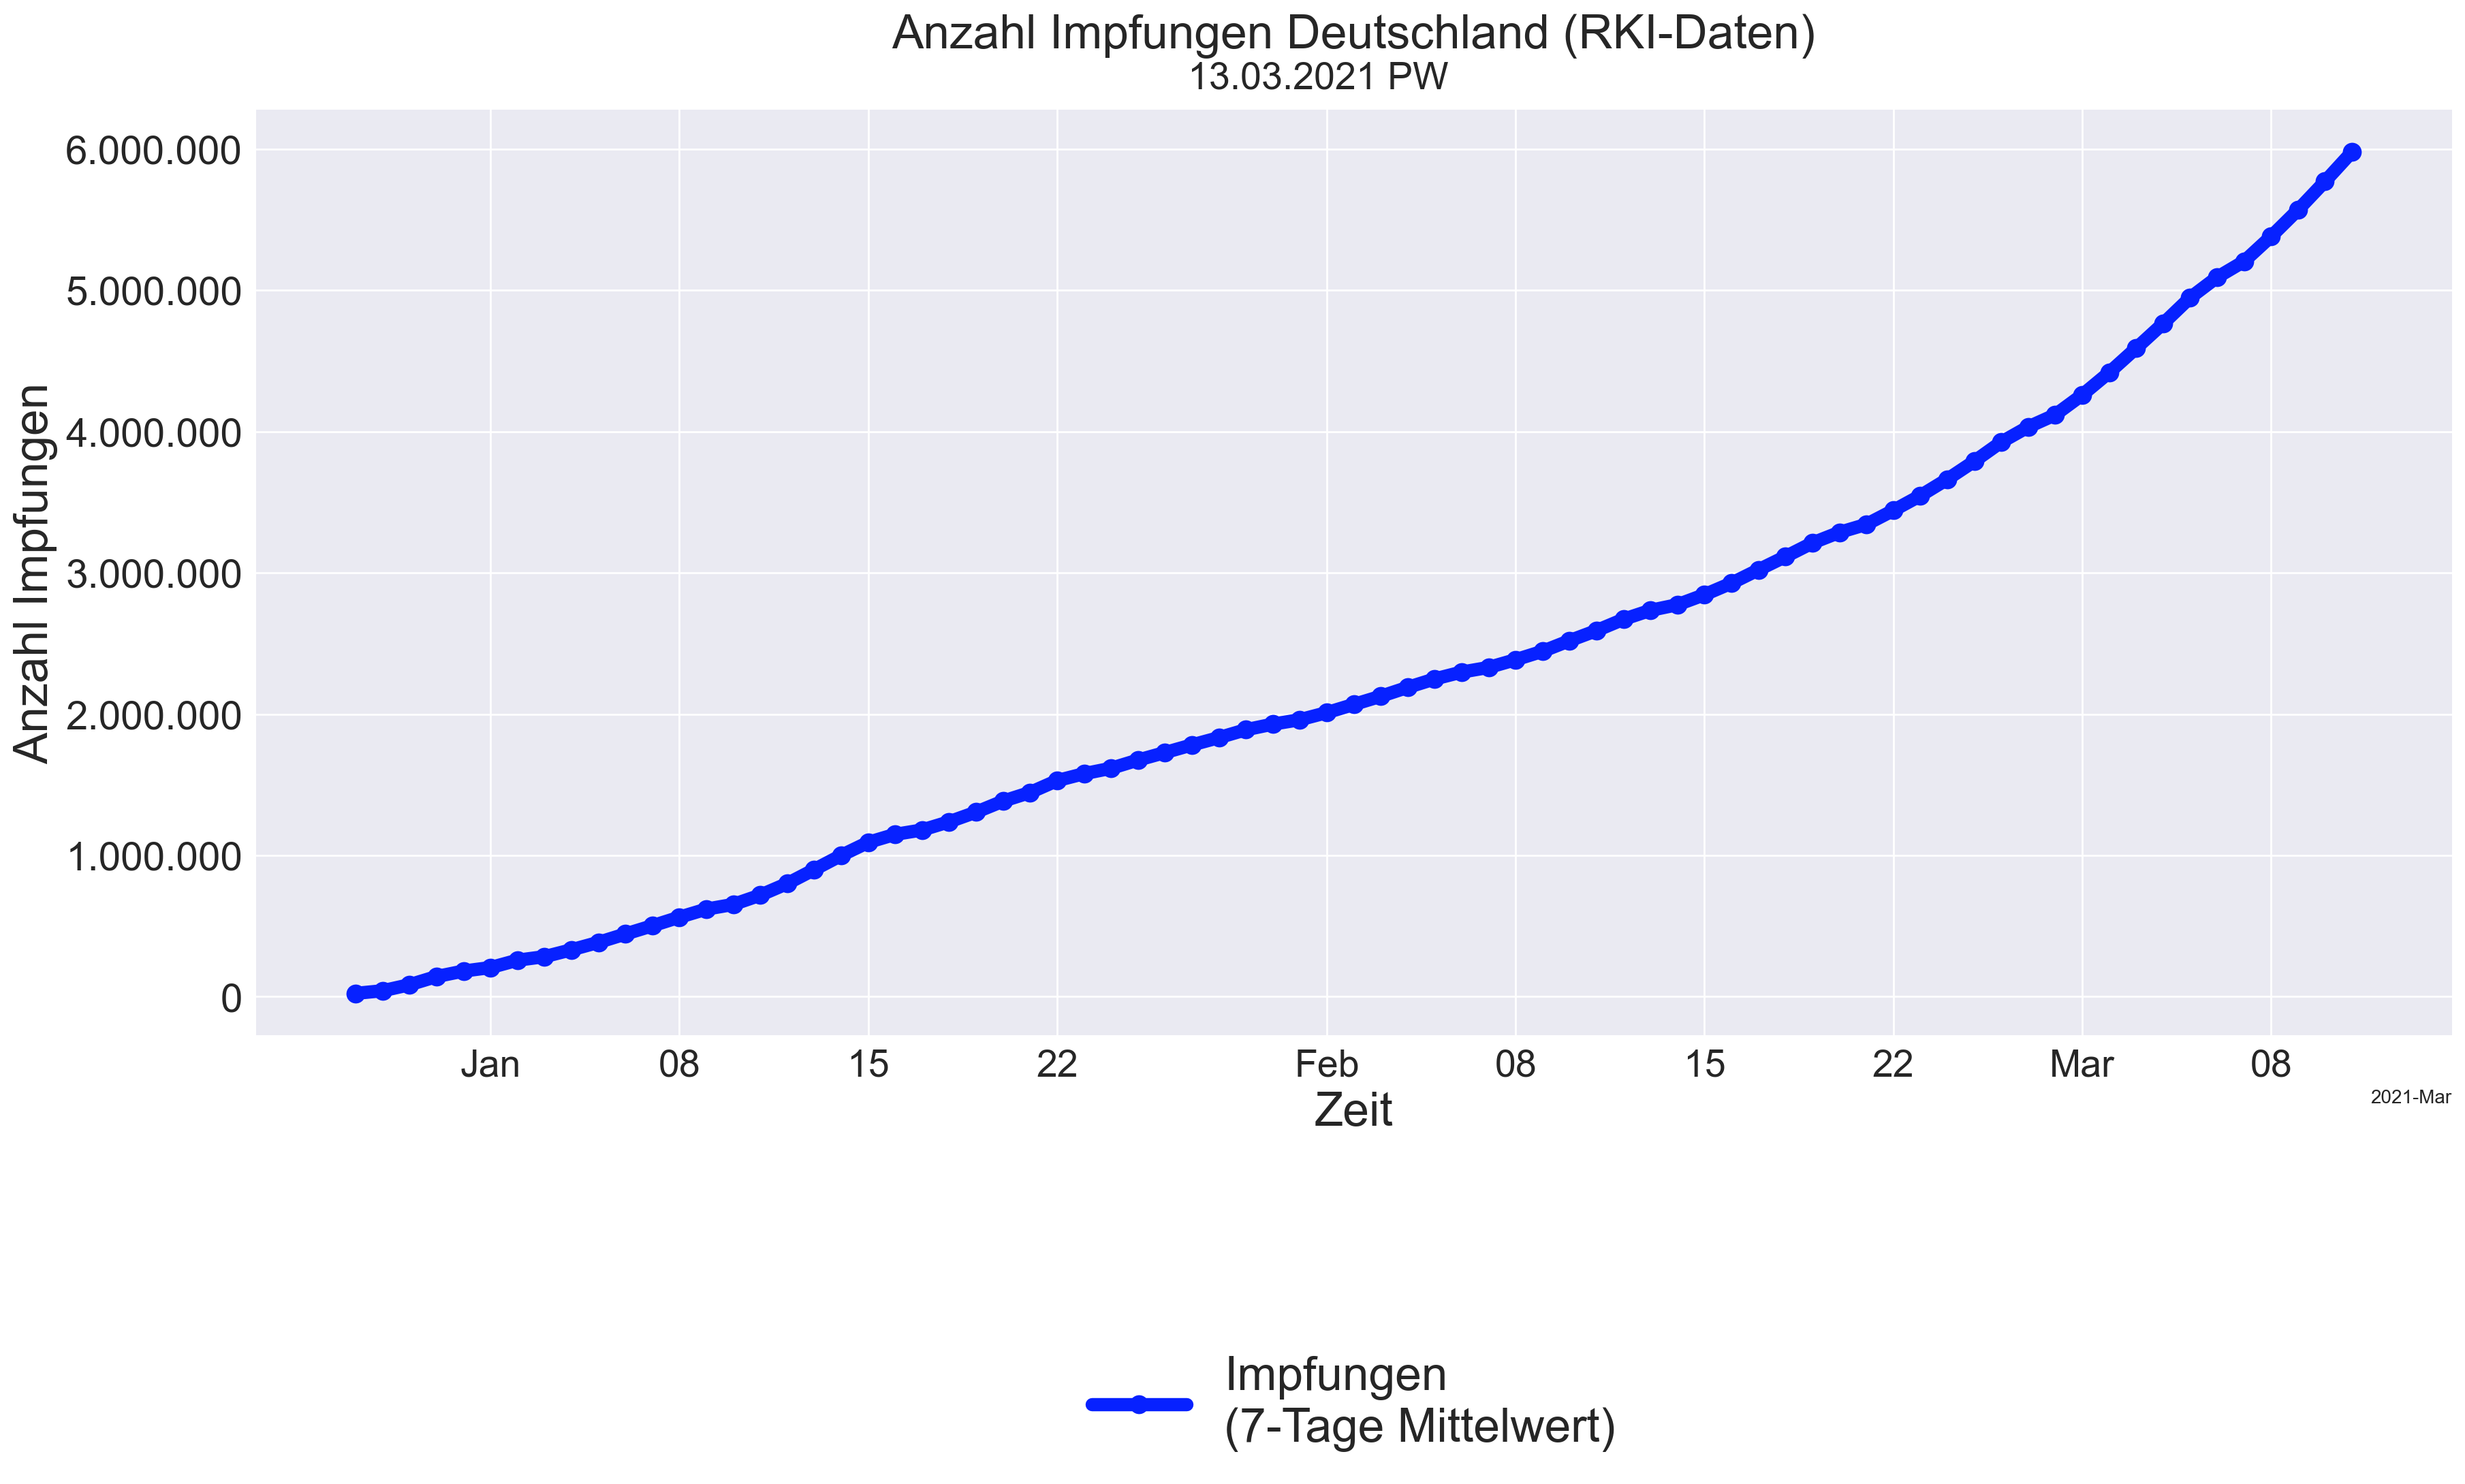 Anzahl Impfungen Deutschland (RKI-Daten)
13.03.2021 PW
6.000.000
5.000.000
4.000.000
3.000.000
2.000.000
1.000.000
0
Anzahl Impfungen
Jan 08 15 22 Feb 08 15 22 Mar 08
Zeit
2021-Mar
Impfungen
(7-Tage Mittelwert)